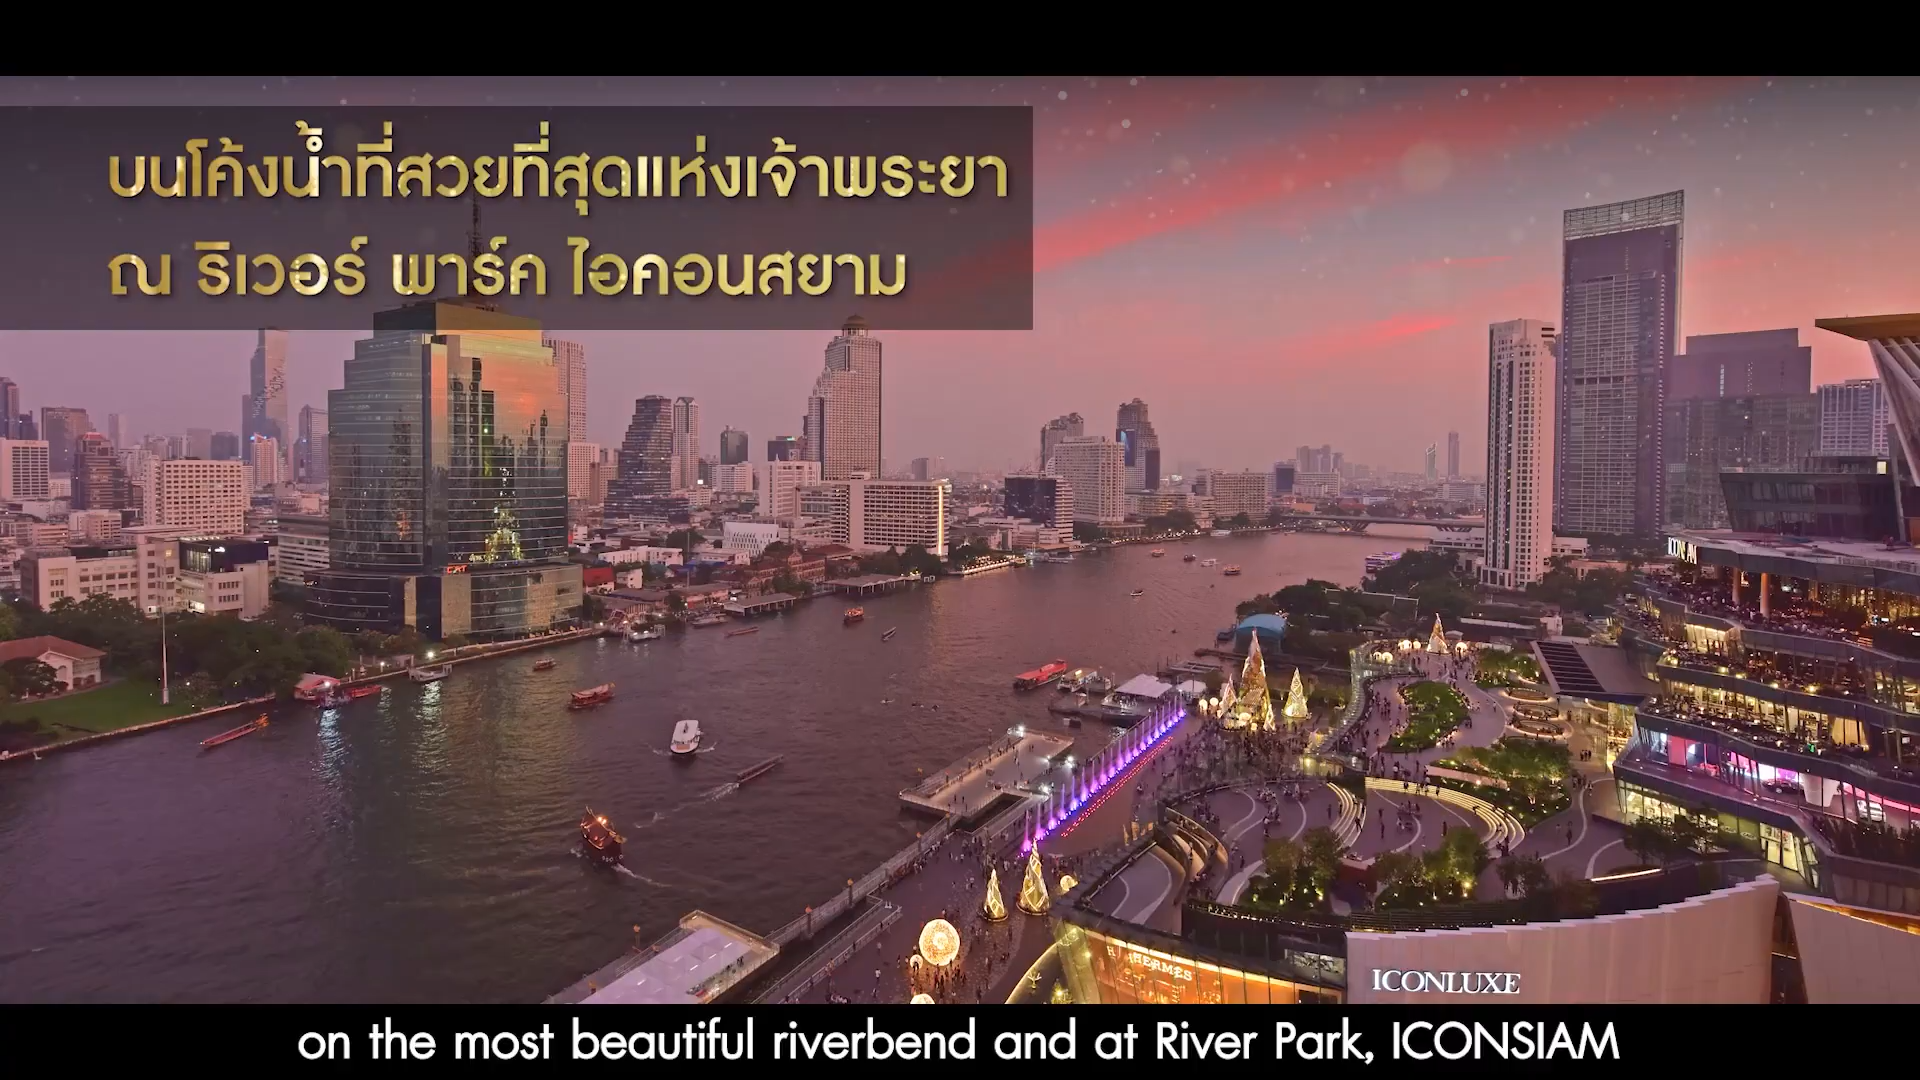 บนโค้งน้ำที่สวยที่สุดแห่งเจ้าพระยา
ณ ริเวอร์ พาร์ค ไอคอนสยาม
ICONSIAM
CAT
HERMES
ICONLUXE
on the most beautiful riverbend and at River Park, ICONSIAM